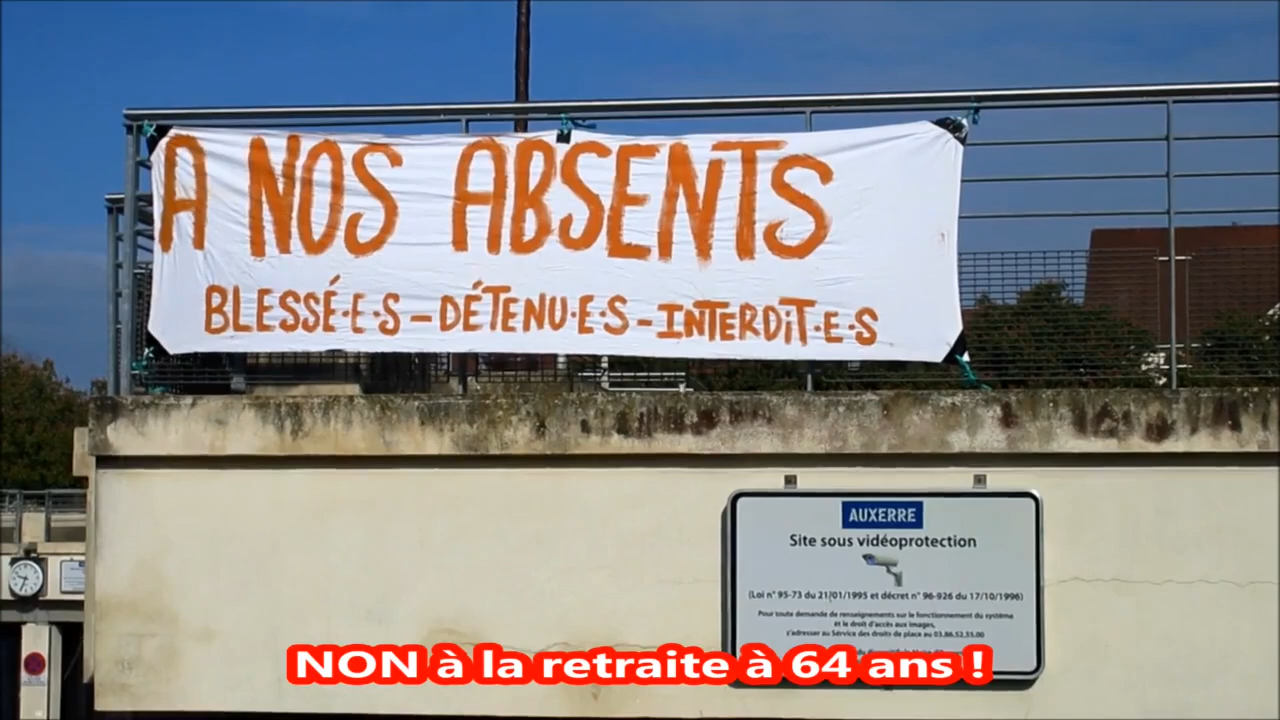 A NOS ABSENTS
BLESSÉ·E·S – DÉTENU·E·S – INTERDIT·E·S
AUXERRE
Site sous vidéoprotection
(Loi n° 95-73 du 21/01/1995 et décret n° 96-926 du 17/10/1996)
Pour toute demande de renseignements sur le fonctionnement du système
et le droit d'accès aux images,
s'adresser au Service des droits de place au 03.86.52.55.00
NON à la retraite à 64 ans !